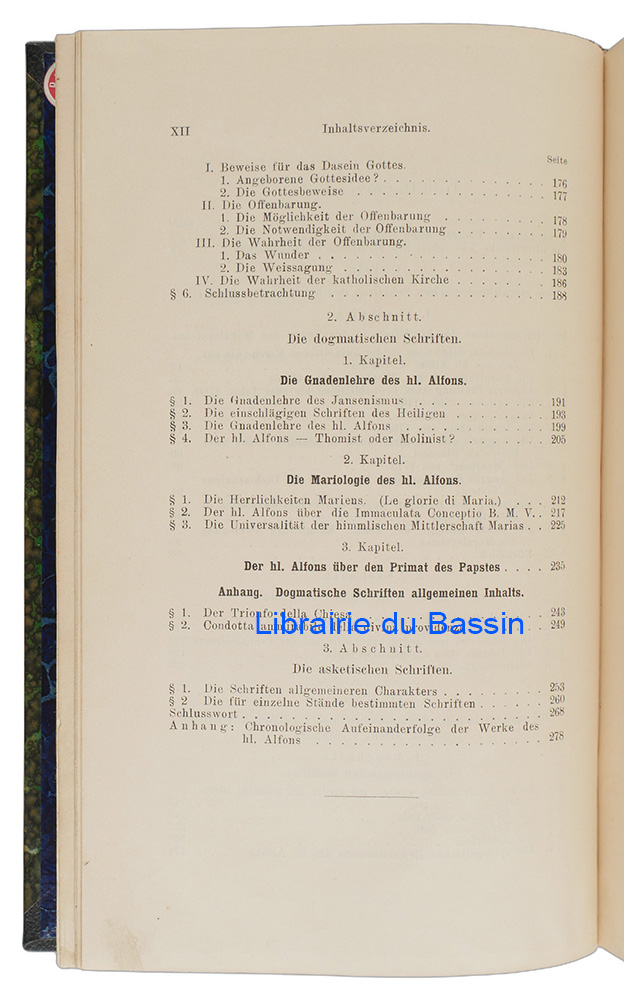 XII Inhaltsverzeichnis.
Seite
I. Beweise für das Dasein Gottes.
1. Angeborene Gottesidee? . . . . . . . . . . . . . 176
2. Die Gottesbeweise . . . . . . . . . . . . . . 177
II. Die Offenbarung.
1. Die Möglichkeit der Offenbarung . . . . . . . . 178
2. Die Notwendigkeit der Offenbarung . . . . . . . 179
III. Die Wahrheit der Offenbarung.
1. Das Wunder . . . . . . . . . . . . . . . . 180
2. Die Weissagung . . . . . . . . . . . . . . . 183
IV. Die Wahrheit der katholischen Kirche . . . . . . . 186
§ 6. Schlussbetrachtung . . . . . . . . . . . . . . . . 188
2. Abschnitt.
Die dogmatischen Schriften.
1. Kapitel.
Die Gnadenlehre des hl. Alfons.
§ 1. Die Gnadenlehre des Jansenismus . . . . . . . . . . 191
§ 2. Die einschlägigen Schriften des Heiligen . . . . . . . 193
§ 3. Die Gnadenlehre des hl. Alfons . . . . . . . . . . . 199
§ 4. Der hl. Alfons — Thomist oder Molinist? . . . . . . . 205
2. Kapitel.
Die Mariologie des hl. Alfons.
§ 1. Die Herrlichkeiten Mariens. (Le glorie di Maria.) . . . 212
§ 2. Der hl. Alfons über die Immaculata Conceptio B. M. V. . 217
§ 3. Die Universalität der himmlischen Mittlerschaft Marias . . 225
3. Kapitel.
Der hl. Alfons über den Primat des Papstes . . . . 235
Anhang. Dogmatische Schriften allgemeinen Inhalts.
§ 1. Der Trionfo della Chiesa . . . . . . . . . . . . . 243
§ 2. Condotta ammirabile della divina providenza . . . . . 249
Librairie du Bassin
3. Abschnitt.
Die asketischen Schriften.
§ 1. Die Schriften allgemeineren Charakters . . . . . . . . 253
§ 2 Die für einzelne Stände bestimmten Schriften . . . . . . 260
Schlusswort . . . . . . . . . . . . . . . . . . . . . 268
Anhang: Chronologische Aufeinanderfolge der Werke des
hl. Alfons . . . . . . . . . . . . . . . . . 278